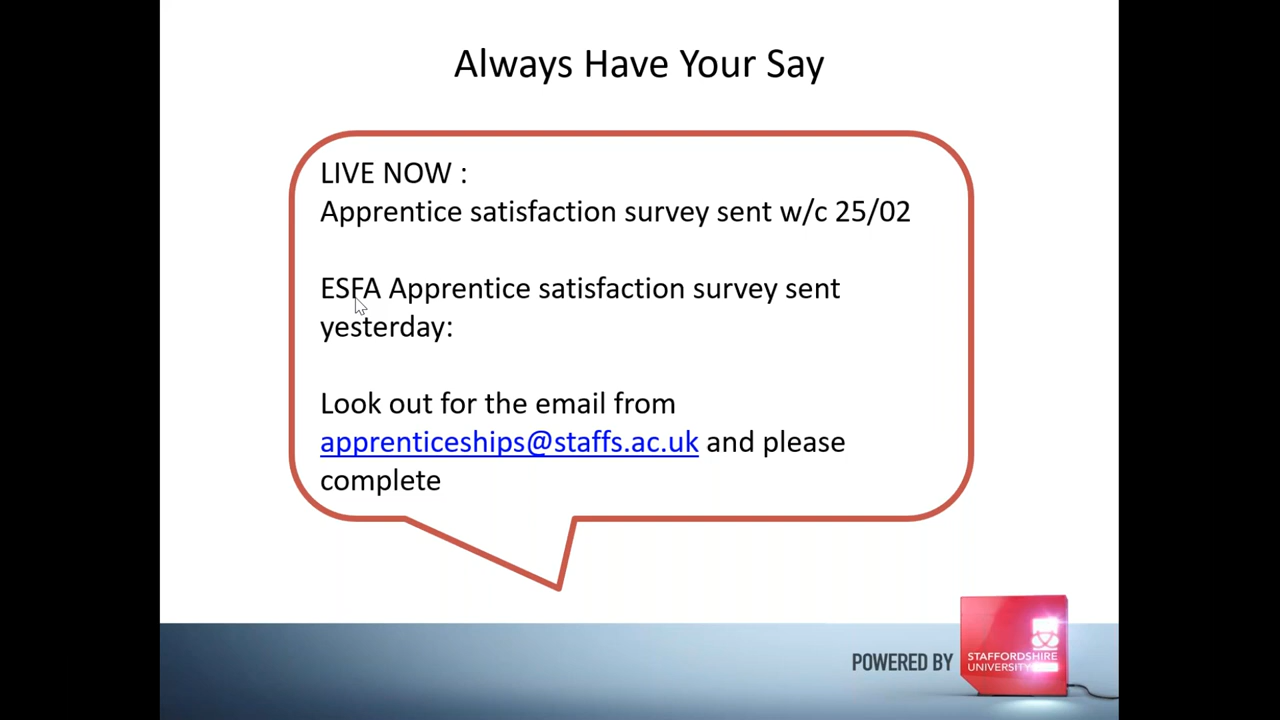 Always Have Your Say
LIVE NOW :
Apprentice satisfaction survey sent w/c 25/02
ESFA Apprentice satisfaction survey sent
yesterday:
Look out for the email from
apprenticeships@staffs.ac.uk and please
complete
POWERED BY
STAFFORDSHIRE
UNIVERSITY